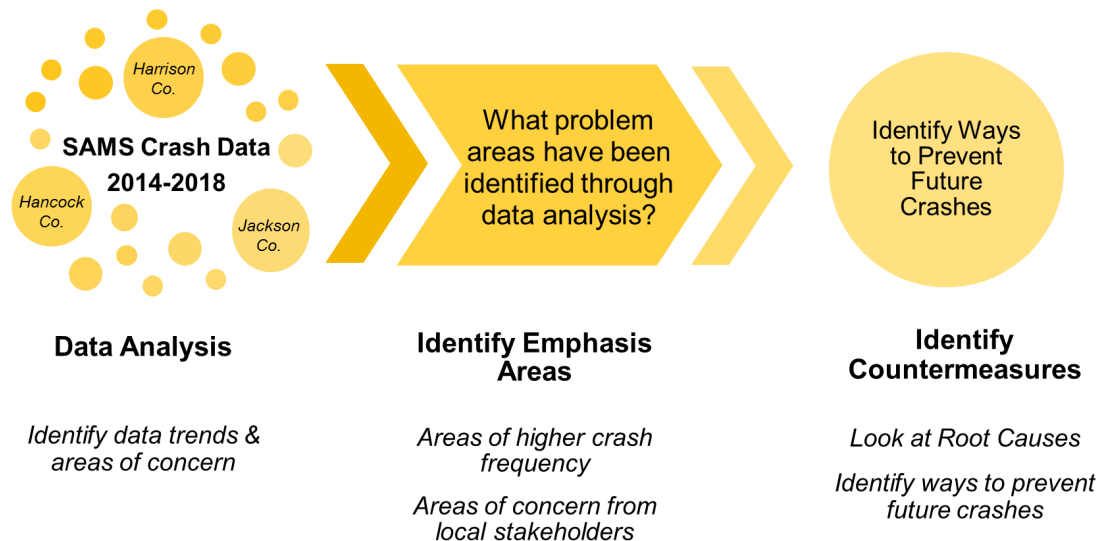 Harrison
Co.
SAMS Crash Data
2014-2018
Hancock
Co.
Jackson
Co.
What problem
areas have been
identified through
data analysis?
Identify Ways
to Prevent
Future
Crashes
Data Analysis
Identify data trends &
areas of concern
Identify Emphasis
Areas
Areas of higher crash
frequency
Areas of concern from
local stakeholders
Identify
Countermeasures
Look at Root Causes
Identify ways to prevent
future crashes